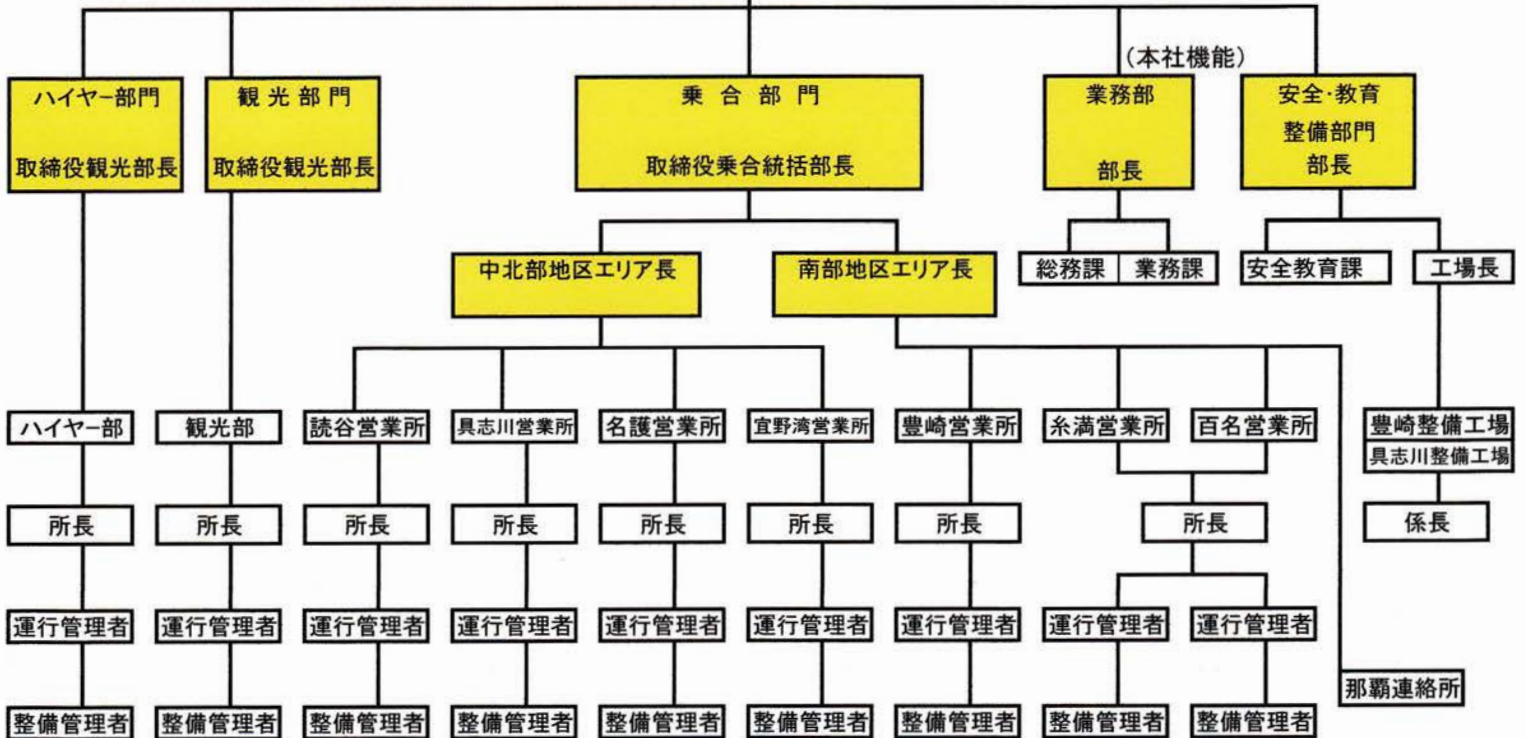 (本社機能)
ハイヤー部門
取締役観光部長
観光部門
取締役観光部長
乗合部門
取締役乗合統括部長
業務部
部長
安全・教育
整備部門
部長
中北部地区エリア長
南部地区エリア長
総務課
業務課
安全教育課
工場長
ハイヤー部
観光部
読谷営業所
具志川営業所
名護営業所
宜野湾営業所
豊崎営業所
糸満営業所
百名営業所
豊崎整備工場
具志川整備工場
所長
所長
所長
所長
所長
所長
所長
所長
係長
運行管理者
運行管理者
運行管理者
運行管理者
運行管理者
運行管理者
運行管理者
運行管理者
運行管理者
那覇連絡所
整備管理者
整備管理者
整備管理者
整備管理者
整備管理者
整備管理者
整備管理者
整備管理者
整備管理者